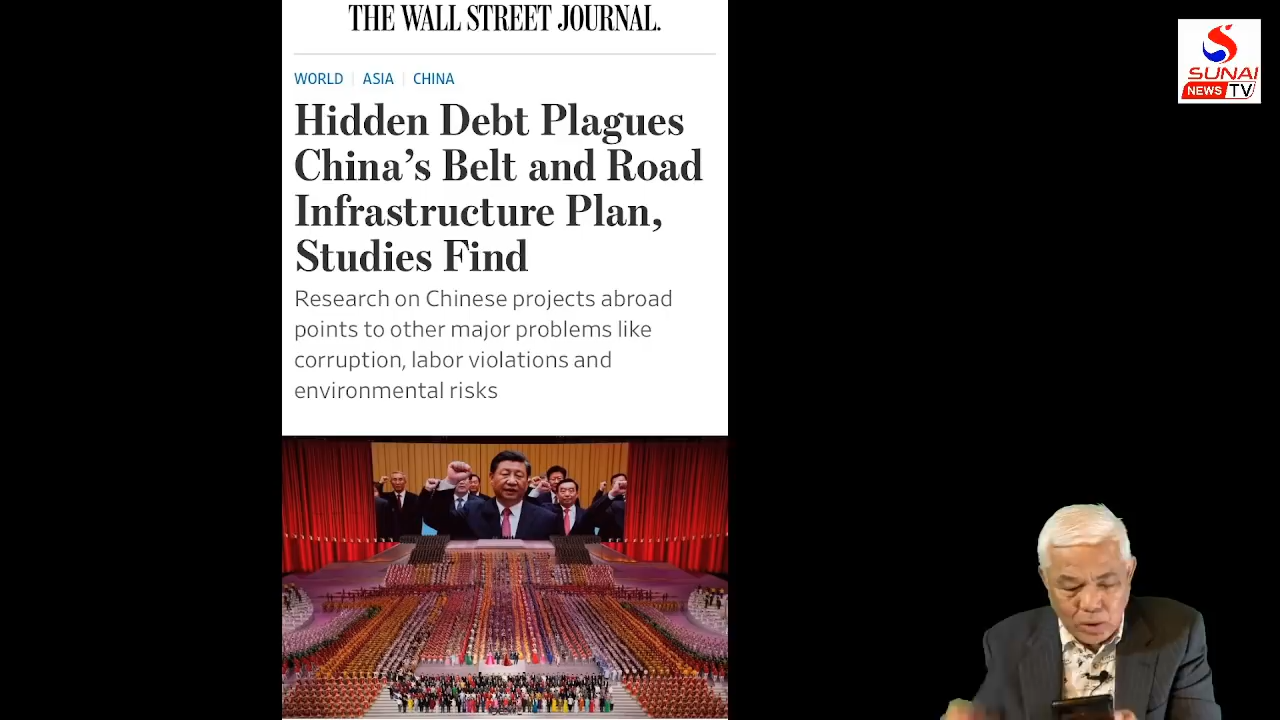 THE WALL STREET JOURNAL.
WORLD ASIA CHINA
Hidden Debt Plagues
China's Belt and Road
Infrastructure Plan,
Studies Find
Research on Chinese projects abroad
points to other major problems like
corruption, labor violations and
environmental risks
SUNAI
NEWS TV